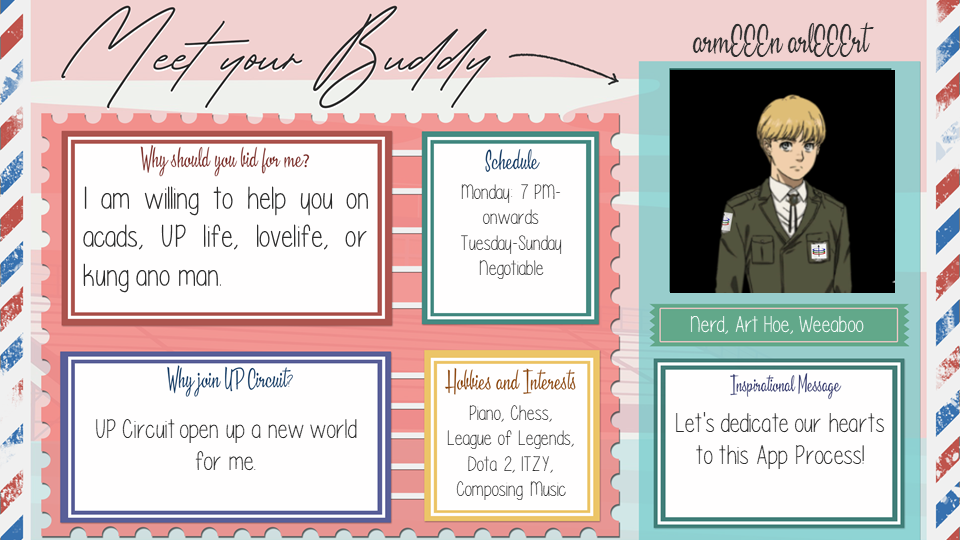 Meet your Buddy
armEEEn arlEEErt
Why should you bid for me?
I am willing to help you on
acads, UP life, lovelife, or
kung ano man.
Schedule
Monday: 7 PM-
onwards
Tuesday-Sunday
Negotiable
Nerd, Art Hoe, Weeaboo
Why join UP Circuit?
UP Circuit open up a new world
for me.
Hobbies and Interests
Piano, Chess,
League of Legends,
Dota 2, ITZY,
Composing Music
Inspirational Message
Let's dedicate our hearts
to this App Process!